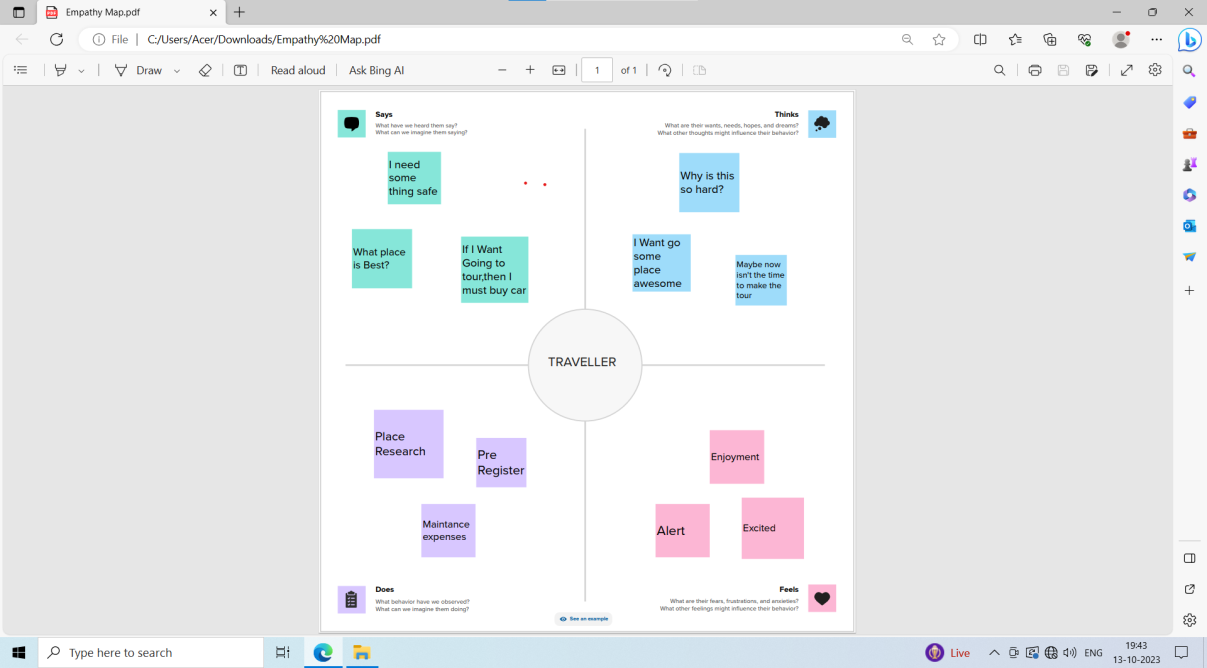 Empathy Map.pdf
File
C:/Users/Acer/Downloads/Empathy%20Map.pdf
Draw
Read aloud
Ask Bing AI
1
of 1
Says
What have we heard them say?
What can we imagine them saying?
Thinks
What are their wants, needs, hopes, and dreams?
What other thoughts might influence their behavior?
I need
some
thing safe
What place
is Best?
If I Want
Going to
tour,then I
must buy car
Why is this
so hard?
I Want go
some
place
awesome
Maybe now
isn't the time
to make the
tour
TRAVELLER
Place
Research
Pre
Register
Maintance
expenses
Enjoyment
Alert
Excited
Does
What behavior have we observed?
What can we imagine them doing?
Feels
What are their fears, frustrations, and anxieties?
What other feelings might influence their behavior?
See an example
Type here to search
Live
ENG
19:43
13-10-2023